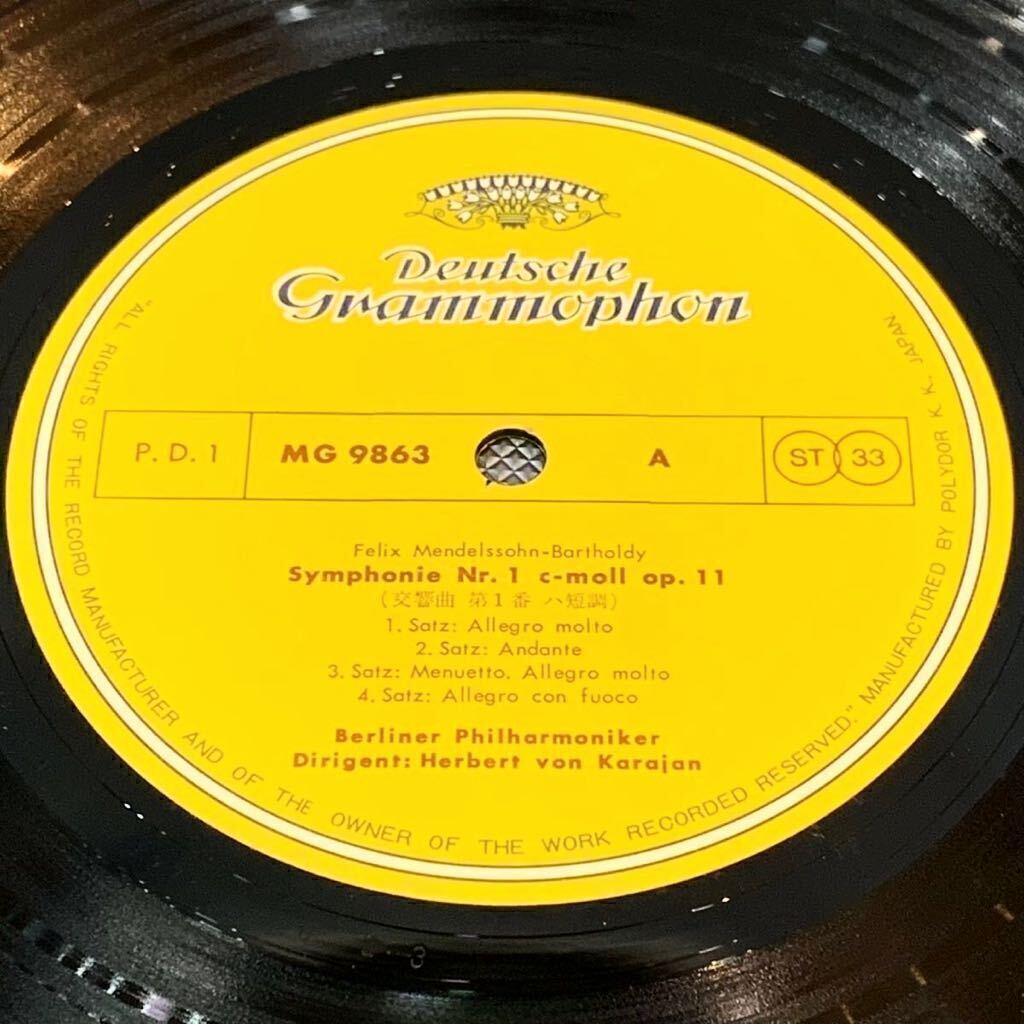 Deutsche
Grammophon
P. D. 1 MG 9863 A ST 33
Felix Mendelssohn-Bartholdy
Symphonie Nr. 1 c-moll op. 11
(交響曲 第1番 ハ短調)
1. Satz: Allegro molto
2. Satz: Andante
3. Satz: Menuetto. Allegro molto
4. Satz: Allegro con fuoco
Berliner Philharmoniker
Dirigent: Herbert von Karajan
"ALL RIGHTS OF THE RECORD MANUFACTURER AND OF THE OWNER OF THE WORK RECORDED RESERVED." MANUFACTURED BY POLYDOR K. K. JAPAN
3